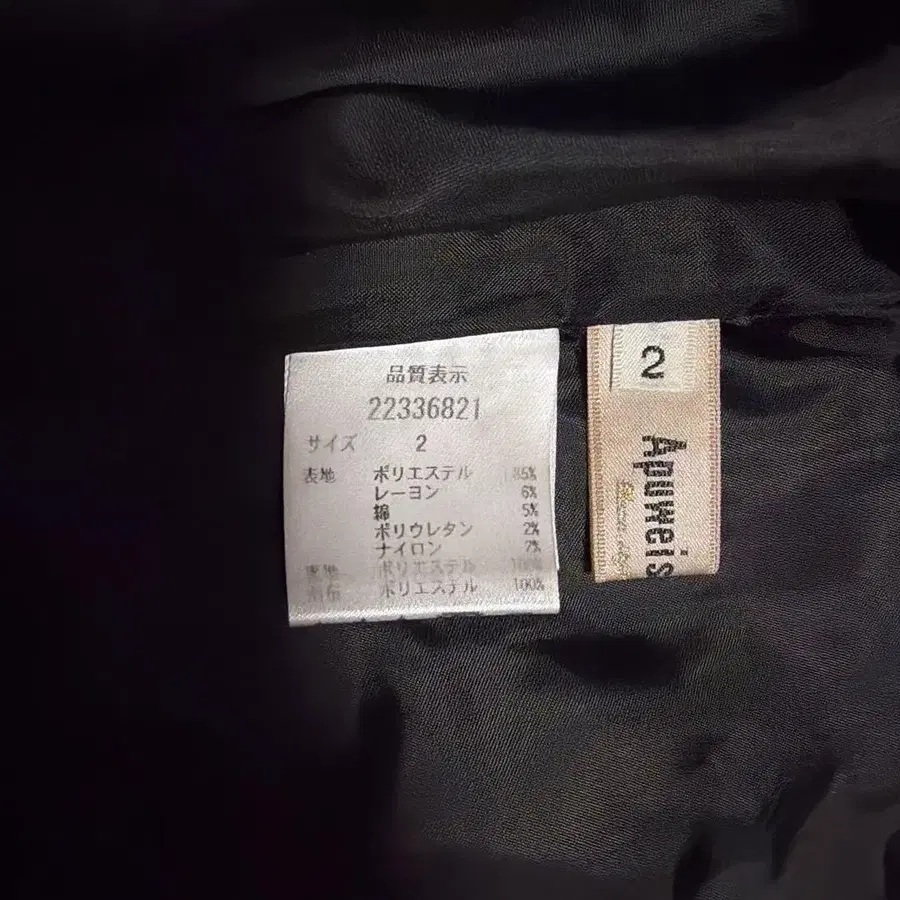 品質表示
22336821
サイズ 2
表地 ポリエステル 85%
レーヨン 6%
綿 5%
ポリウレタン 2%
ナイロン 2%
ポリエステル 100%
ポリエステル 100%
2
Apuweis